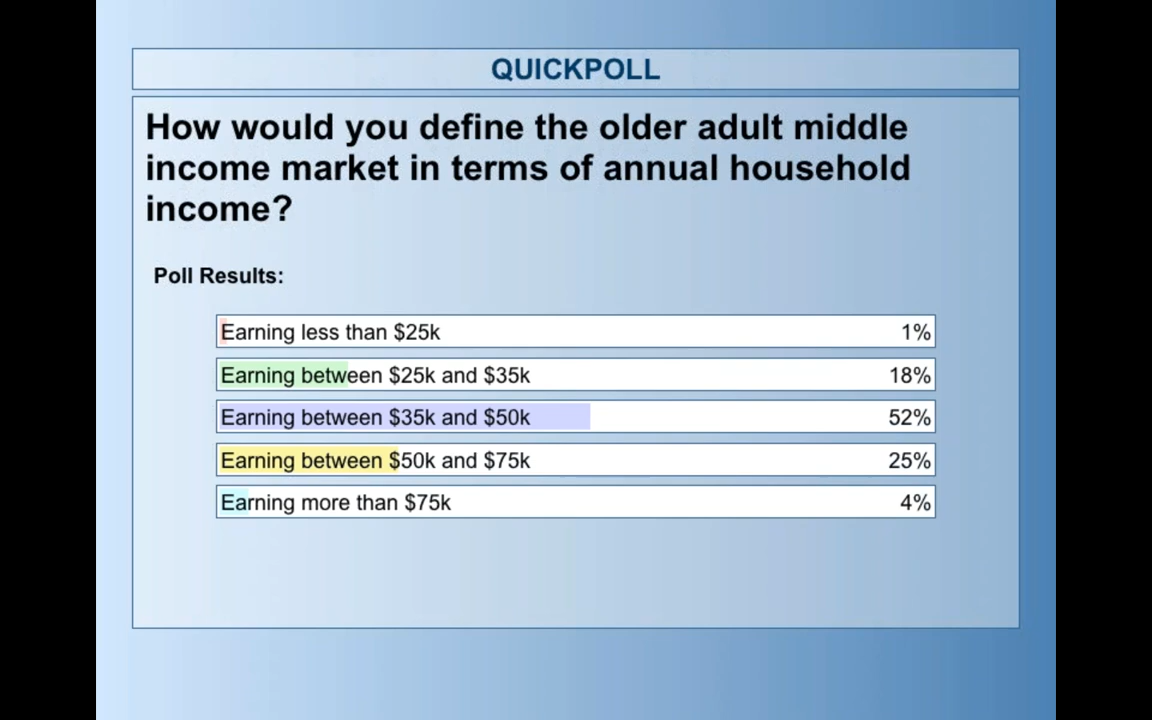 QUICKPOLL
How would you define the older adult middle
income market in terms of annual household
income?
Poll Results:
Earning less than $25k 1%
Earning between $25k and $35k 18%
Earning between $35k and $50k 52%
Earning between $50k and $75k 25%
Earning more than $75k 4%